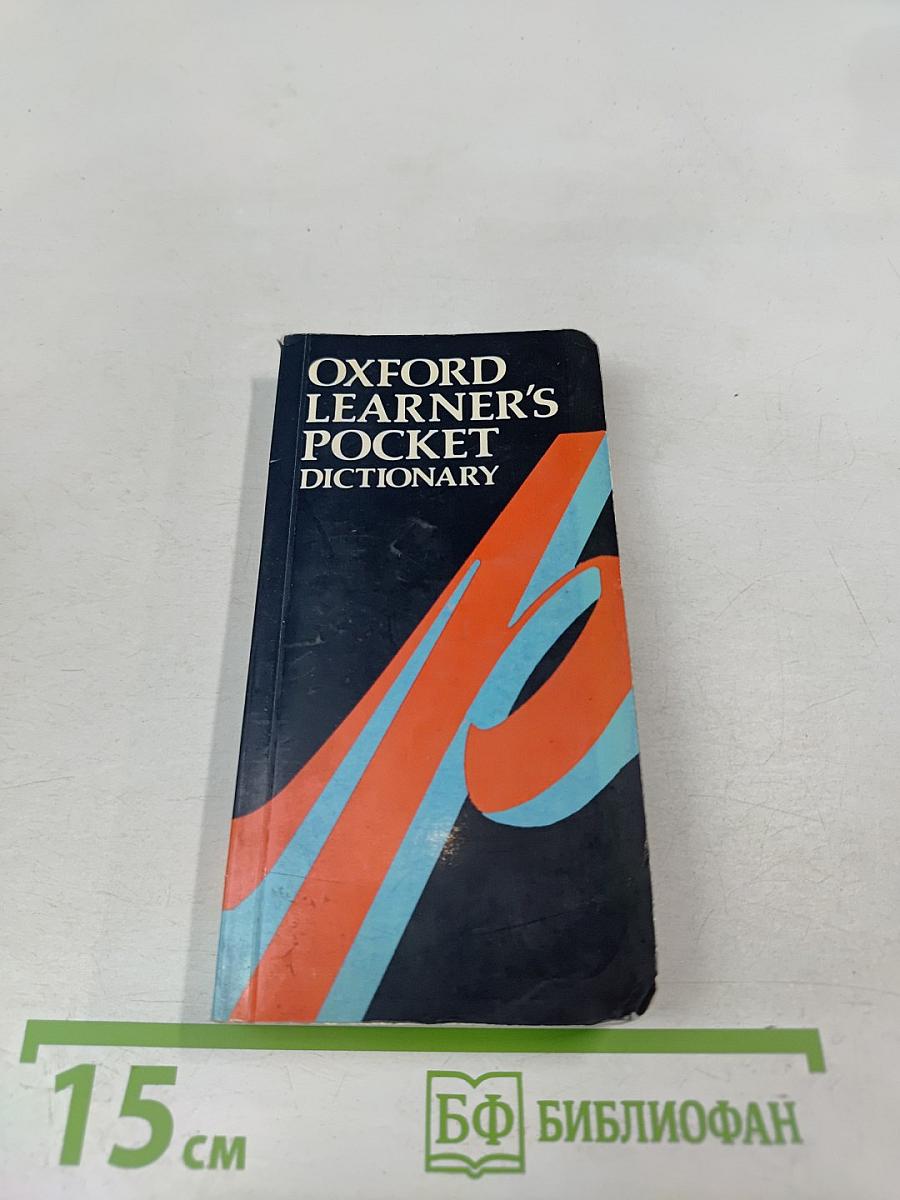 OXFORD
LEARNER'S
POCKET
DICTIONARY
p
15 см
БФ БИБЛИОФАН